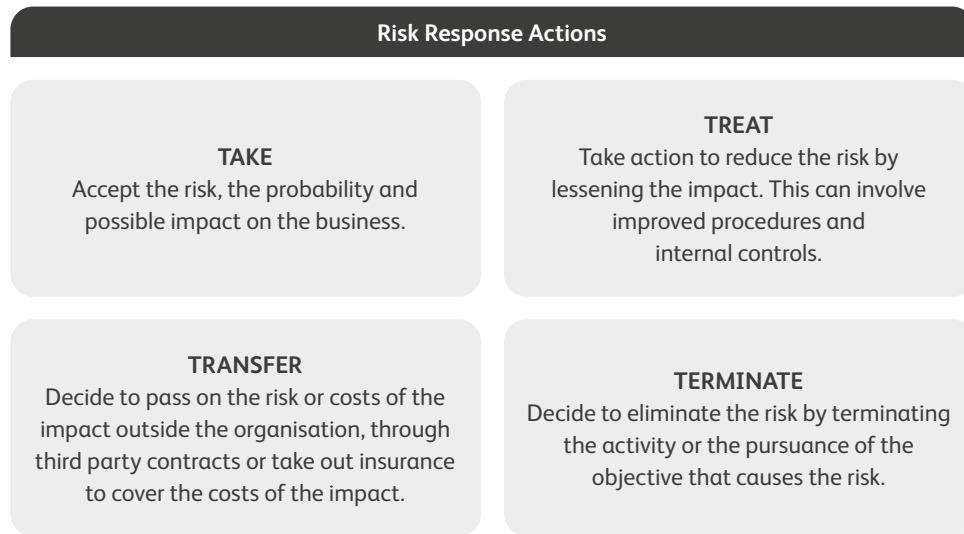 Risk Response Actions
TAKE
Accept the risk, the probability and
possible impact on the business.
TREAT
Take action to reduce the risk by
lessening the impact. This can involve
improved procedures and
internal controls.
TRANSFER
Decide to pass on the risk or costs of the
impact outside the organisation, through
third party contracts or take out insurance
to cover the costs of the impact.
TERMINATE
Decide to eliminate the risk by terminating
the activity or the pursuance of the
objective that causes the risk.